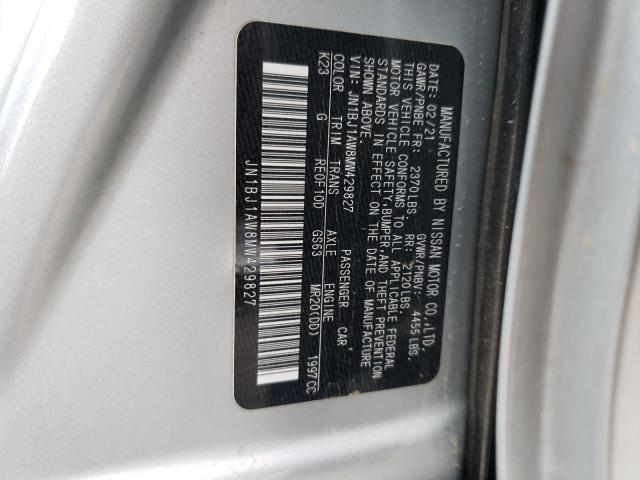 MANUFACTURED BY NISSAN MOTOR CO.,LTD.
DATE: 02/21 GVWR/PNBV: 4455 LBS.
GAWR/PNBE FR: 2370 LBS. RR: 2120 LBS.
THIS VEHICLE CONFORMS TO ALL APPLICABLE FEDERAL
MOTOR VEHICLE SAFETY, BUMPER, AND THEFT PREVENTION
STANDARDS IN EFFECT ON THE DATE OF MANUFACTURE
SHOWN ABOVE.
VIN: JN1BJ1AW8MW429827 PASSENGER CAR
COLOR TRIM TRANS AXLE ENGINE
K23 G RE0F10D GS63 MR20(DD) 1997CC
JN1BJ1AW8MW429827